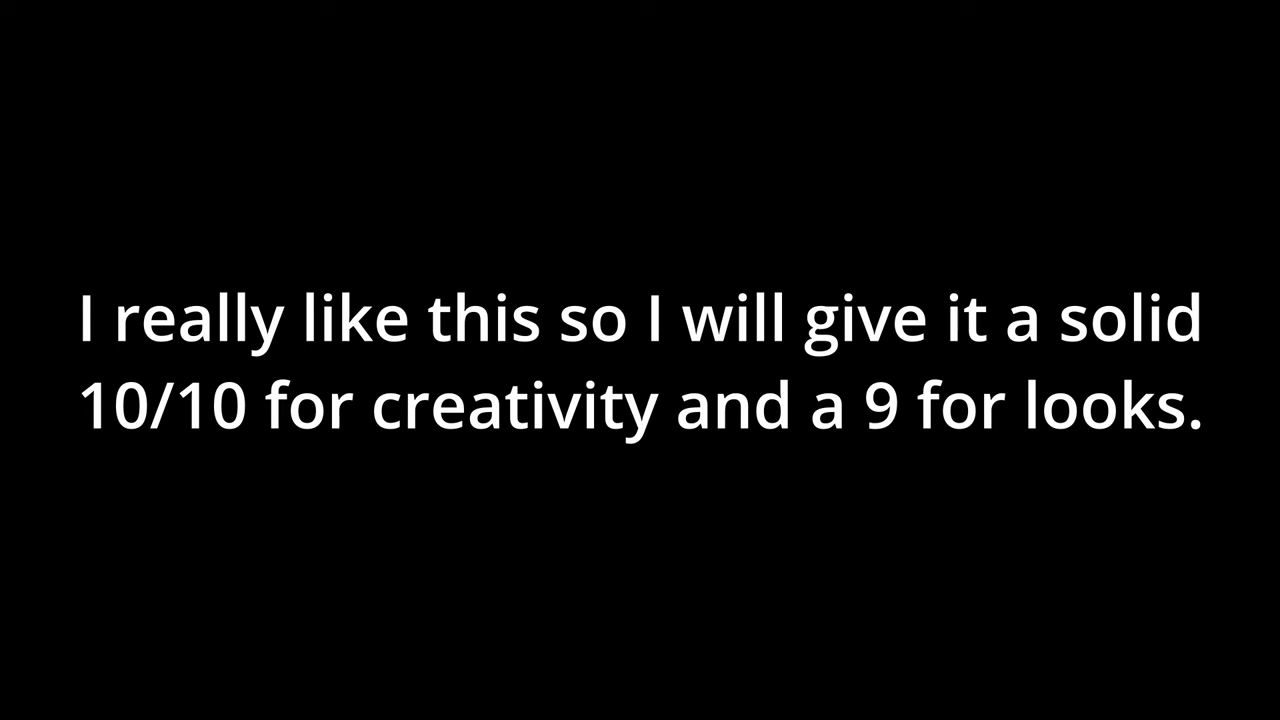 I really like this so I will give it a solid
10/10 for creativity and a 9 for looks.